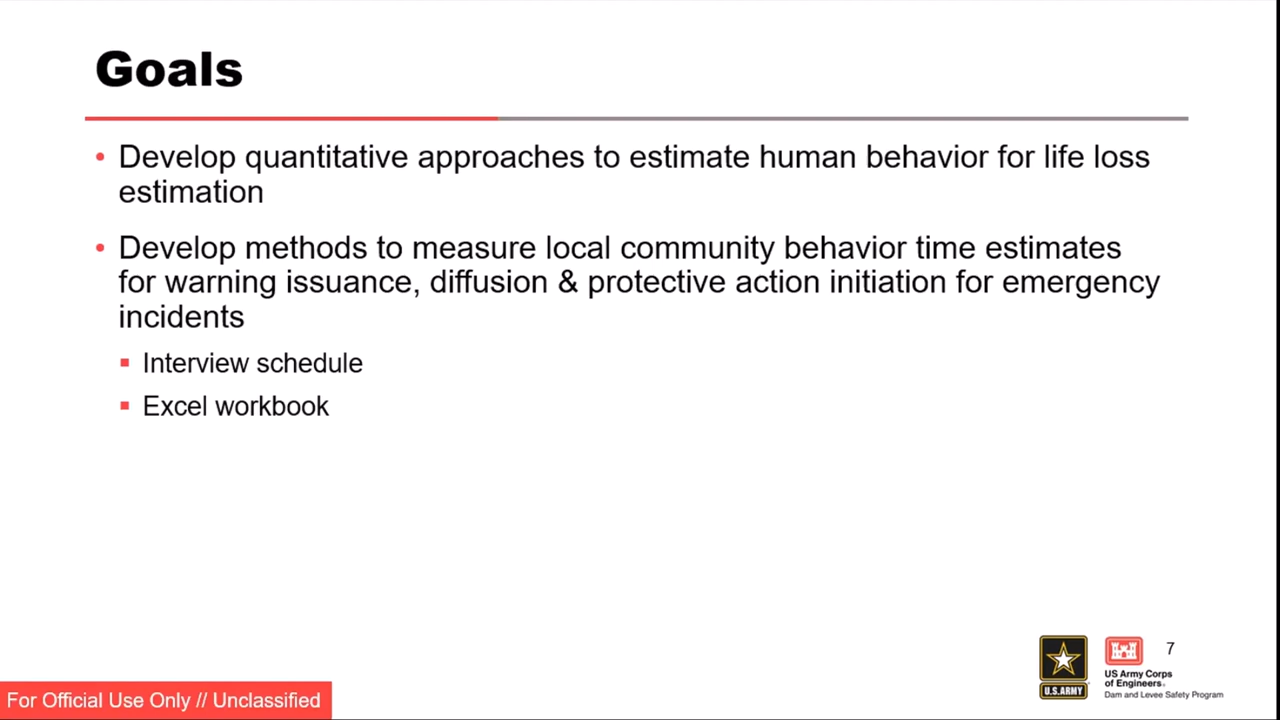 Goals
• Develop quantitative approaches to estimate human behavior for life loss
estimation
• Develop methods to measure local community behavior time estimates
for warning issuance, diffusion & protective action initiation for emergency
incidents
▪ Interview schedule
▪ Excel workbook
7
U.S.ARMY
US Army Corps
of Engineers®
Dam and Levee Safety Program
For Official Use Only // Unclassified